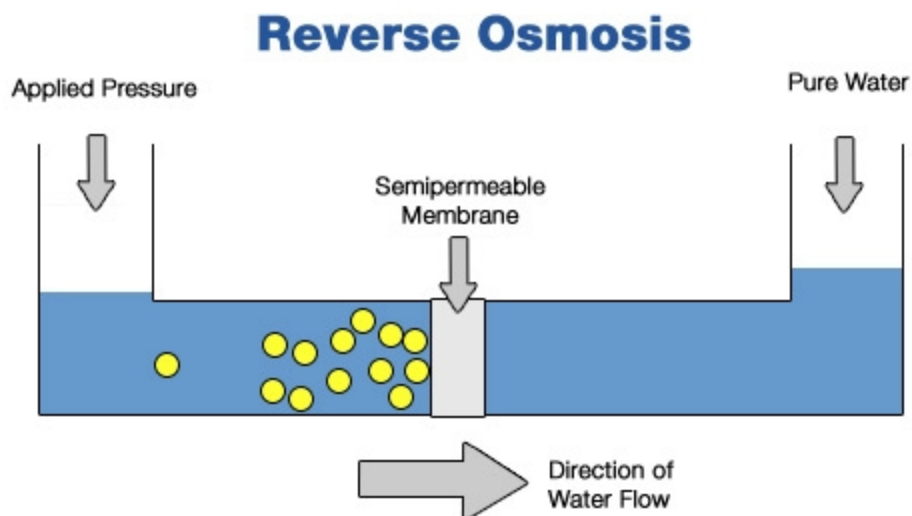 Reverse Osmosis
Applied Pressure
Pure Water
Semipermeable
Membrane
Direction of
Water Flow